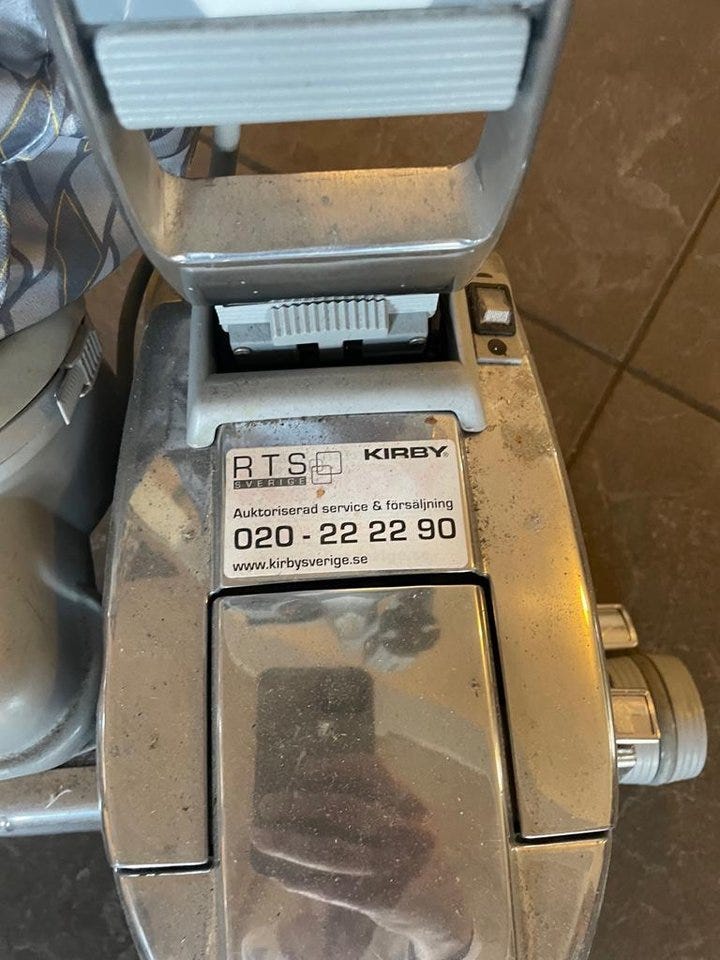 RTS KIRBY®
SVERIGE
Auktoriserad service & försäljning
020 - 22 22 90
www.kirbysverige.se